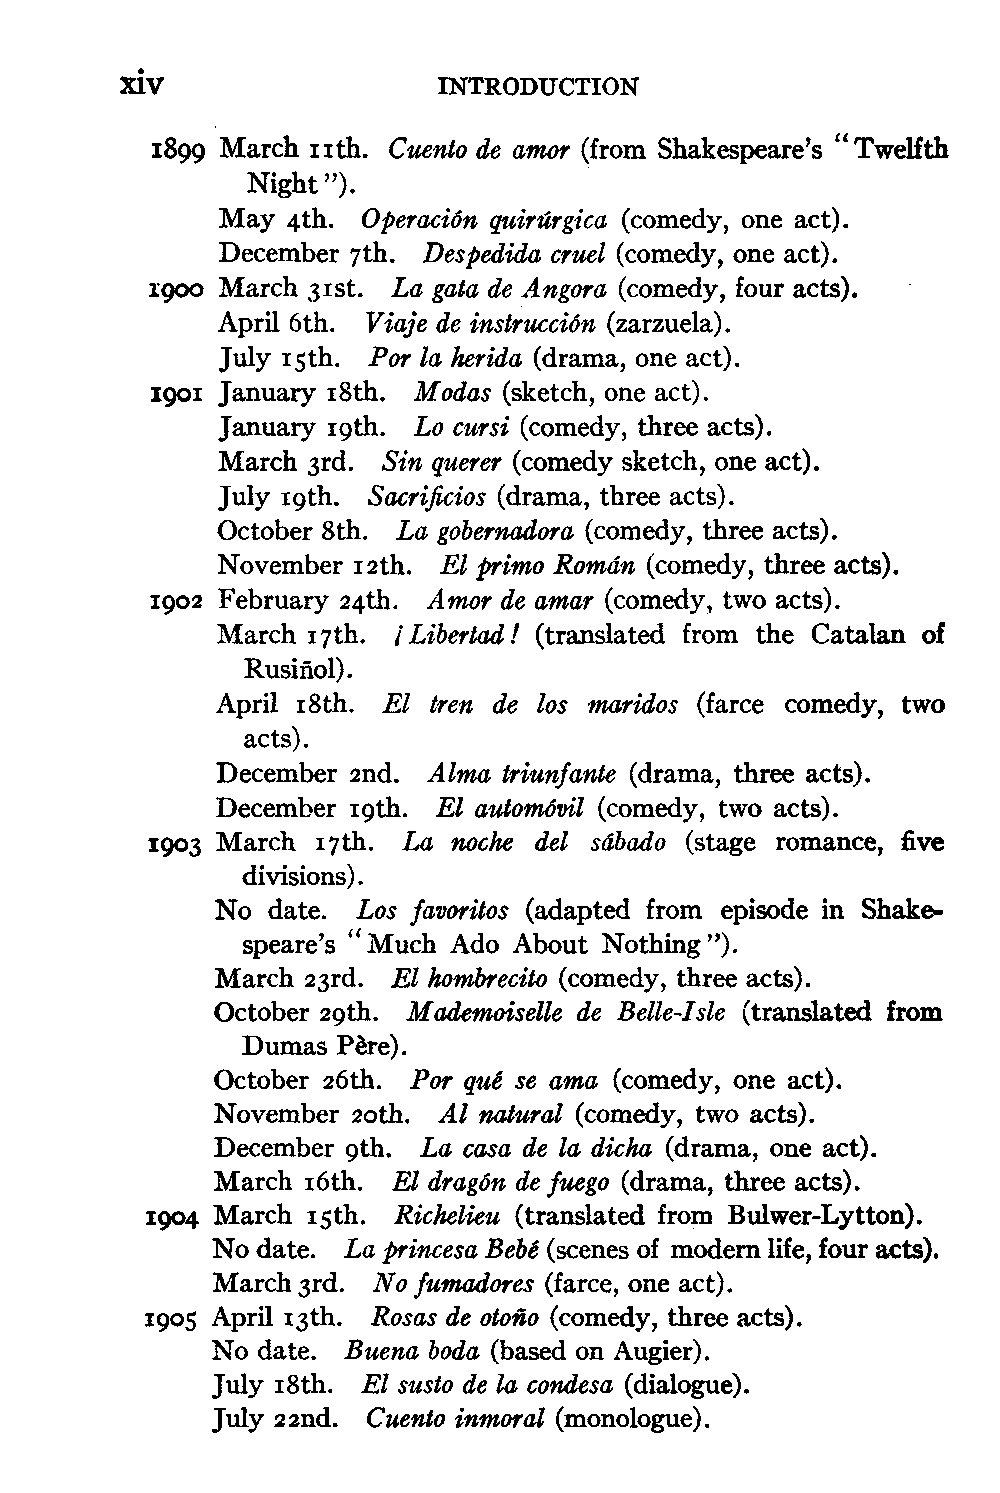 xiv INTRODUCTION
1899 March 11th. Cuento de amor (from Shakespeare's "Twelfth
Night").
May 4th. Operación quirúrgica (comedy, one act).
December 7th. Despedida cruel (comedy, one act).
1900 March 31st. La gata de Angora (comedy, four acts).
April 6th. Viaje de instrucción (zarzuela).
July 15th. Por la herida (drama, one act).
1901 January 18th. Modas (sketch, one act).
January 19th. Lo cursi (comedy, three acts).
March 3rd. Sin querer (comedy sketch, one act).
July 19th. Sacrificios (drama, three acts).
October 8th. La gobernadora (comedy, three acts).
November 12th. El primo Román (comedy, three acts).
1902 February 24th. Amor de amar (comedy, two acts).
March 17th. ¡Libertad! (translated from the Catalan of
Rusiñol).
April 18th. El tren de los maridos (farce comedy, two
acts).
December 2nd. Alma triunfante (drama, three acts).
December 19th. El automóvil (comedy, two acts).
1903 March 17th. La noche del sábado (stage romance, five
divisions).
No date. Los favoritos (adapted from episode in Shake-
speare's "Much Ado About Nothing").
March 23rd. El hombrecito (comedy, three acts).
October 29th. Mademoiselle de Belle-Isle (translated from
Dumas Père).
October 26th. Por qué se ama (comedy, one act).
November 20th. Al natural (comedy, two acts).
December 9th. La casa de la dicha (drama, one act).
March 16th. El dragón de fuego (drama, three acts).
1904 March 15th. Richelieu (translated from Bulwer-Lytton).
No date. La princesa Bebé (scenes of modern life, four acts).
March 3rd. No fumadores (farce, one act).
1905 April 13th. Rosas de otoño (comedy, three acts).
No date. Buena boda (based on Augier).
July 18th. El susto de la condesa (dialogue).
July 22nd. Cuento inmoral (monologue).